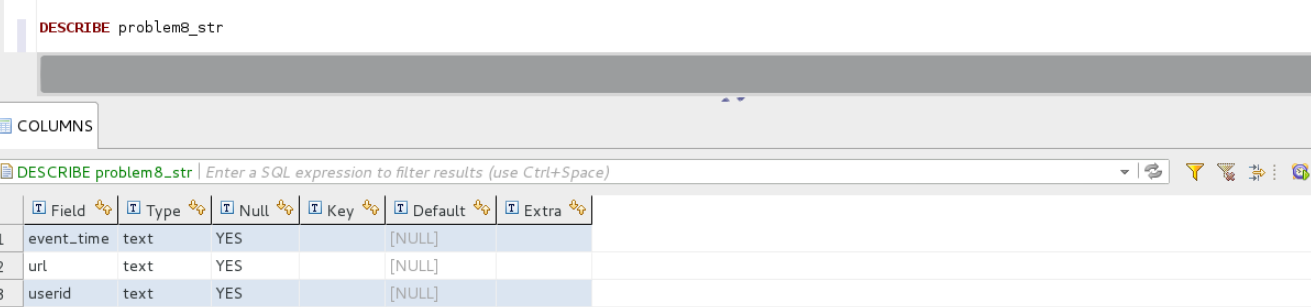 DESCRIBE problem8_str
COLUMNS
DESCRIBE problem8_str Enter a SQL expression to filter results (use Ctrl+Space)
Field Type Null Key Default Extra
1 event_time text YES [NULL]
2 url text YES [NULL]
3 userid text YES [NULL]